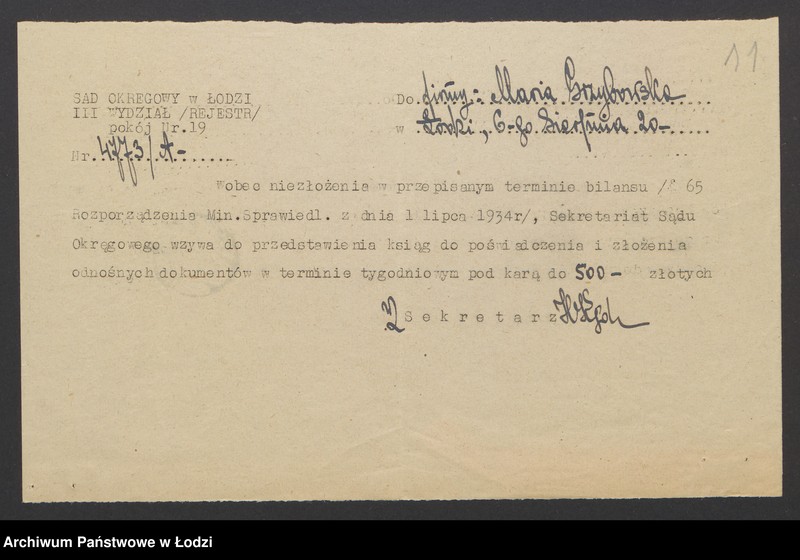 11
SAD OKRĘGOWY w ŁODZI
III WYDZIAŁ /REJESTR/
pokój Nr.19
Nr. 4773/A-
Do firmy: Maria Grzybowska
w Łodzi, 6-go Sierpnia 20-
Wobec niezłożenia w przepisanym terminie bilansu /§ 65
Rozporządzenia Min.Sprawiedl. z dnia 1 lipca 1934r/, Sekretariat Sądu
Okręgowego wzywa do przedstawienia ksiąg do poświadczenia i złożenia
odnośnych dokumentów w terminie tygodniowym pod karą do 500- złotych
Sekretarz
Archiwum Państwowe w Łodzi